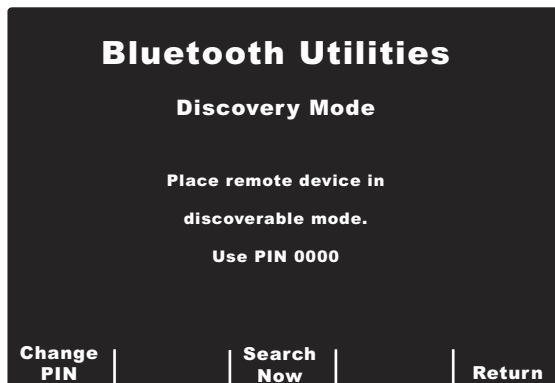 Bluetooth Utilities
Discovery Mode
Place remote device in
discoverable mode.
Use PIN 0000
Change
PIN
Search
Now
Return